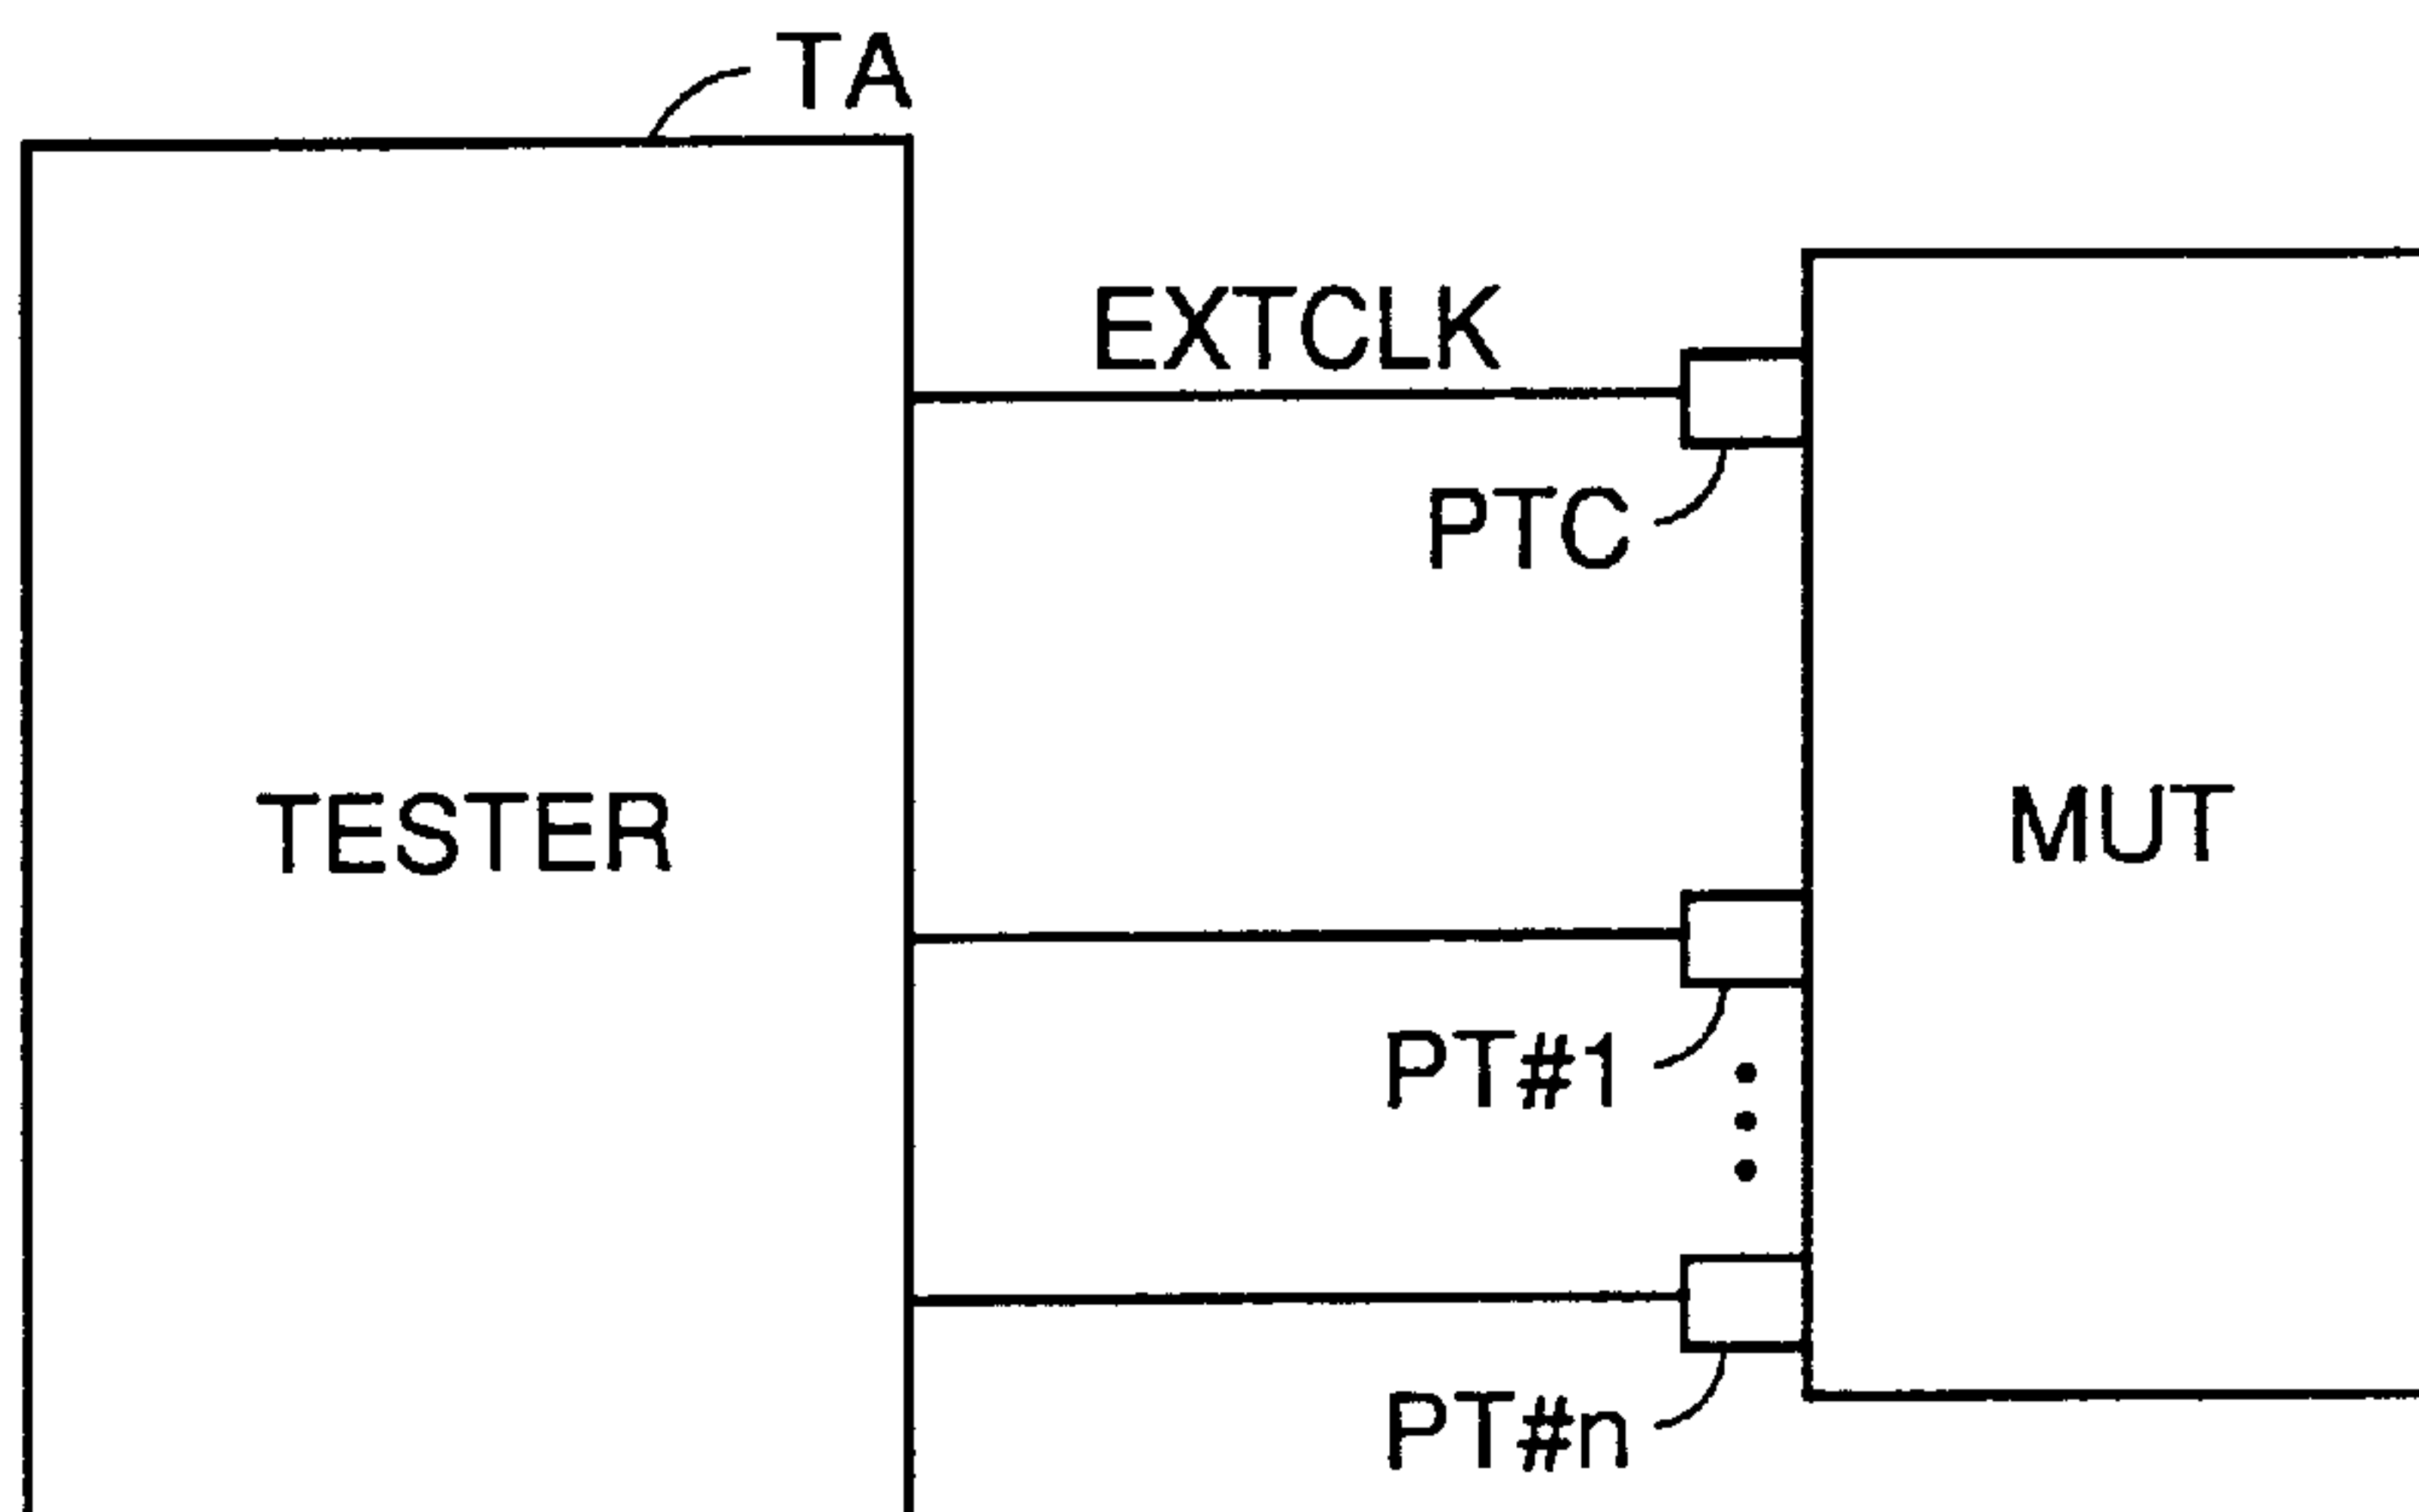 TA
EXTCLK
PTC
TESTER
MUT
PT#1
PT#n